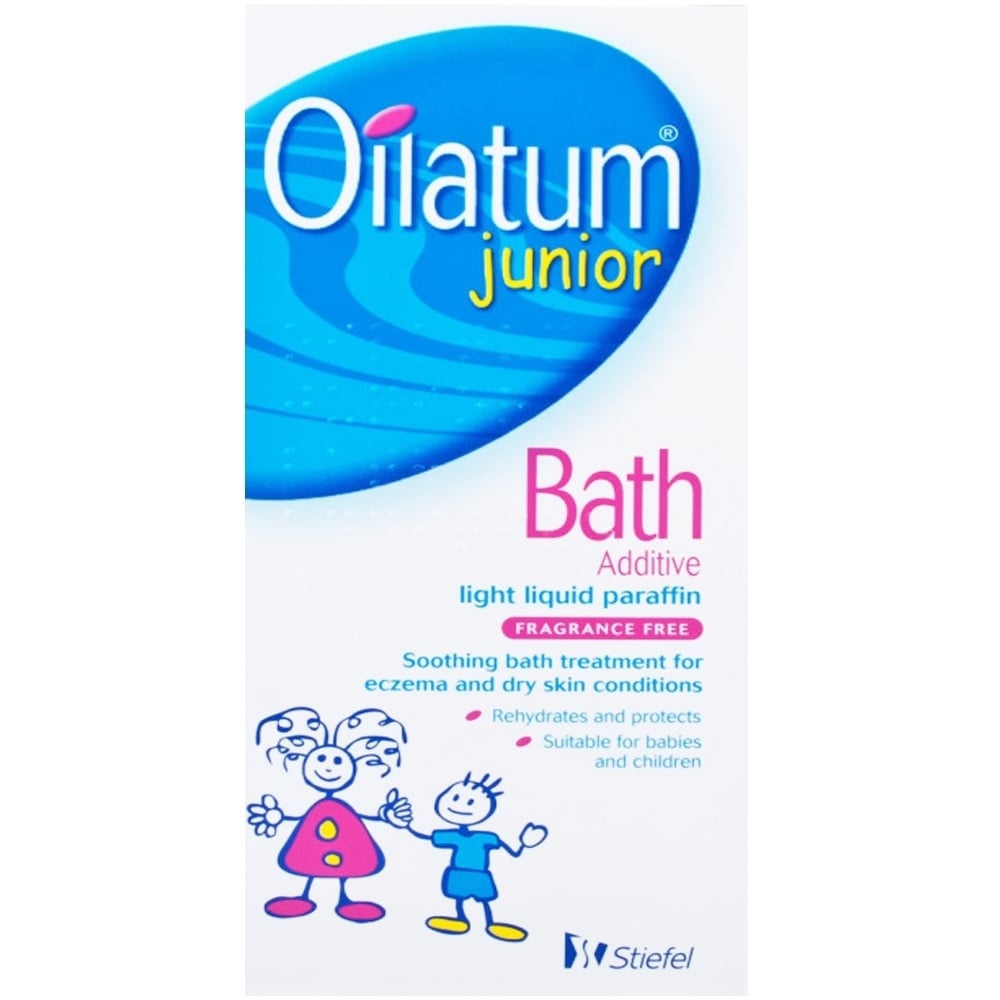 Oilatum®
junior
Bath
Additive
light liquid paraffin
FRAGRANCE FREE
Soothing bath treatment for
eczema and dry skin conditions
Rehydrates and protects
Suitable for babies
and children
Stiefel